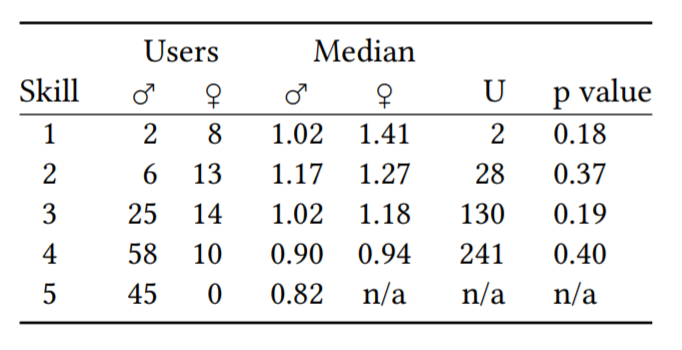 Users Median
Skill ♂ ♀ ♂ ♀ U p value
1 2 8 1.02 1.41 2 0.18
2 6 13 1.17 1.27 28 0.37
3 25 14 1.02 1.18 130 0.19
4 58 10 0.90 0.94 241 0.40
5 45 0 0.82 n/a n/a n/a